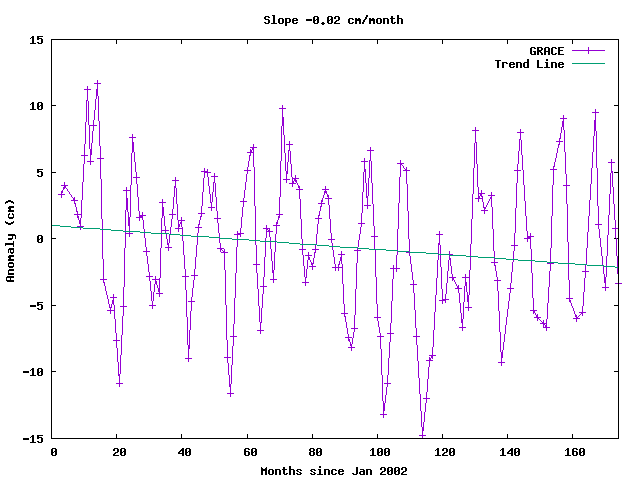 Slope -0.02 cm/month
15
GRACE
Trend Line
10
5
0
-5
-10
-15
Anomaly (cm)
0 20 40 60 80 100 120 140 160
Months since Jan 2002